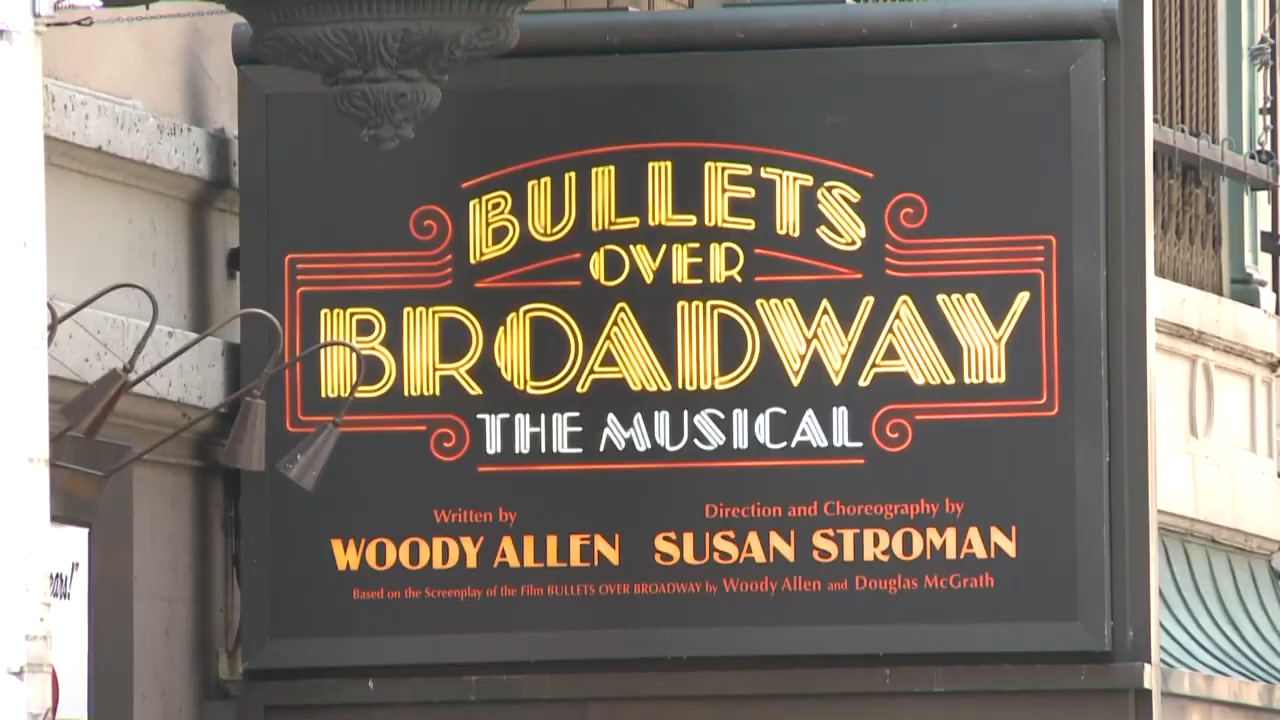 BULLETS
OVER
BROADWAY
THE MUSICAL
Written by
WOODY ALLEN
Direction and Choreography by
SUSAN STROMAN
Based on the Screenplay of the Film BULLETS OVER BROADWAY by Woody Allen and Douglas McGrath